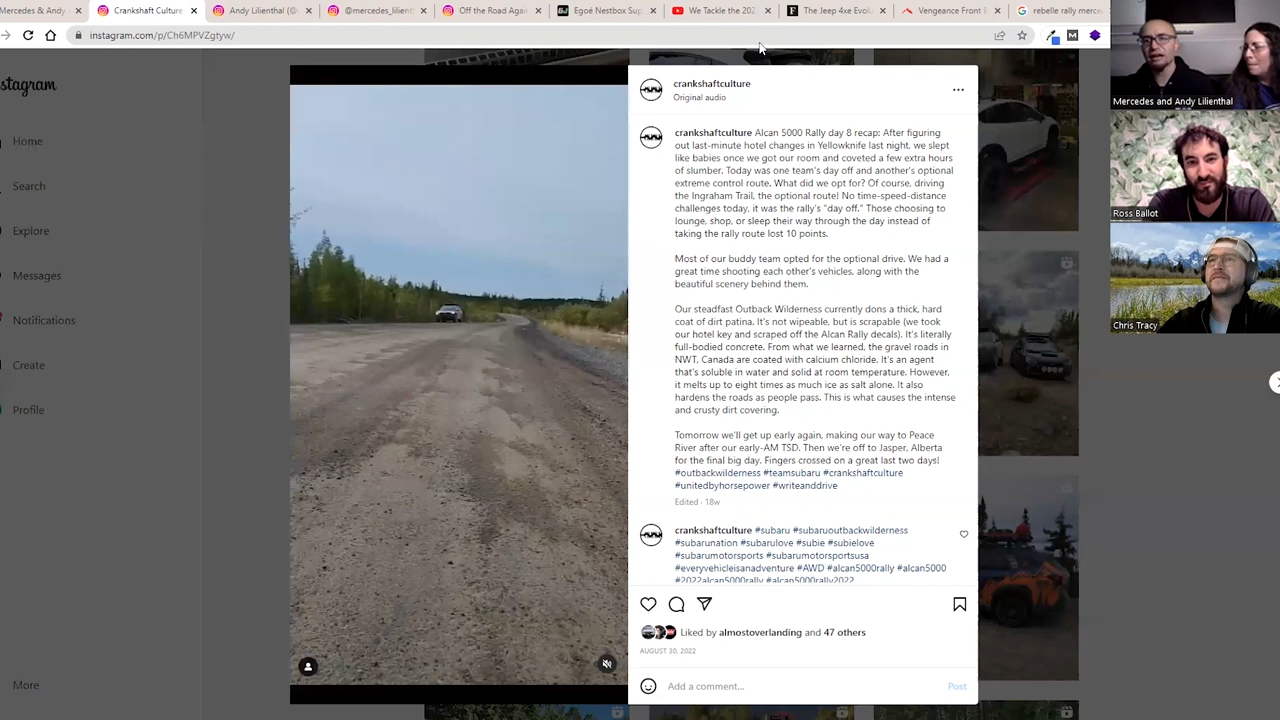 Mercedes & Andy
Crankshaft Culture
Andy Lilienthal (@
@mercedes_lilient
Off the Road Again
Egoé Nestbox Sup
We Tackle the 202
The Jeep 4xe Evolu
Vengeance Front B
rebelle rally merce
instagram.com/p/Ch6MPVZgtyw/
stagram
Home
Search
Explore
Messages
Notifications
Create
Profile
More
crankshaftculture
Original audio
crankshaftculture Alcan 5000 Rally day 8 recap: After figuring
out last-minute hotel changes in Yellowknife last night, we slept
like babies once we got our room and coveted a few extra hours
of slumber. Today was one team's day off and another's optional
extreme control route. What did we opt for? Of course, driving
the Ingraham Trail, the optional route! No time-speed-distance
challenges today, it was the rally's "day off." Those choosing to
lounge, shop, or sleep their way through the day instead of
taking the rally route lost 10 points.
Most of our buddy team opted for the optional drive. We had a
great time shooting each other's vehicles, along with the
beautiful scenery behind them.
Our steadfast Outback Wilderness currently dons a thick, hard
coat of dirt patina. It's not wipeable, but is scrapable (we took
our hotel key and scraped off the Alcan Rally decals). It's literally
full-bodied concrete. From what we learned, the gravel roads in
NWT, Canada are coated with calcium chloride. It's an agent
that's soluble in water and solid at room temperature. However,
it melts up to eight times as much ice as salt alone. It also
hardens the roads as people pass. This is what causes the intense
and crusty dirt covering.
Tomorrow we'll get up early again, making our way to Peace
River after our early-AM TSD. Then we're off to Jasper, Alberta
for the final big day. Fingers crossed on a great last two days!
#outbackwilderness #teamsubaru #crankshaftculture
#unitedbyhorsepower #writeanddrive
Edited · 18w
crankshaftculture #subaru #subaruoutbackwilderness
#subarunation #subarulove #subie #subielove
#subarumotorsports #subarumotorsportsusa
#everyvehicleisanadventure #AWD #alcan5000rally #alcan5000
#2022alcan5000rally #alcan5000rally2022
Liked by almostoverlanding and 47 others
AUGUST 30, 2022
Add a comment...
Post
Mercedes and Andy Lilienthal
Ross Ballot
Chris Tracy